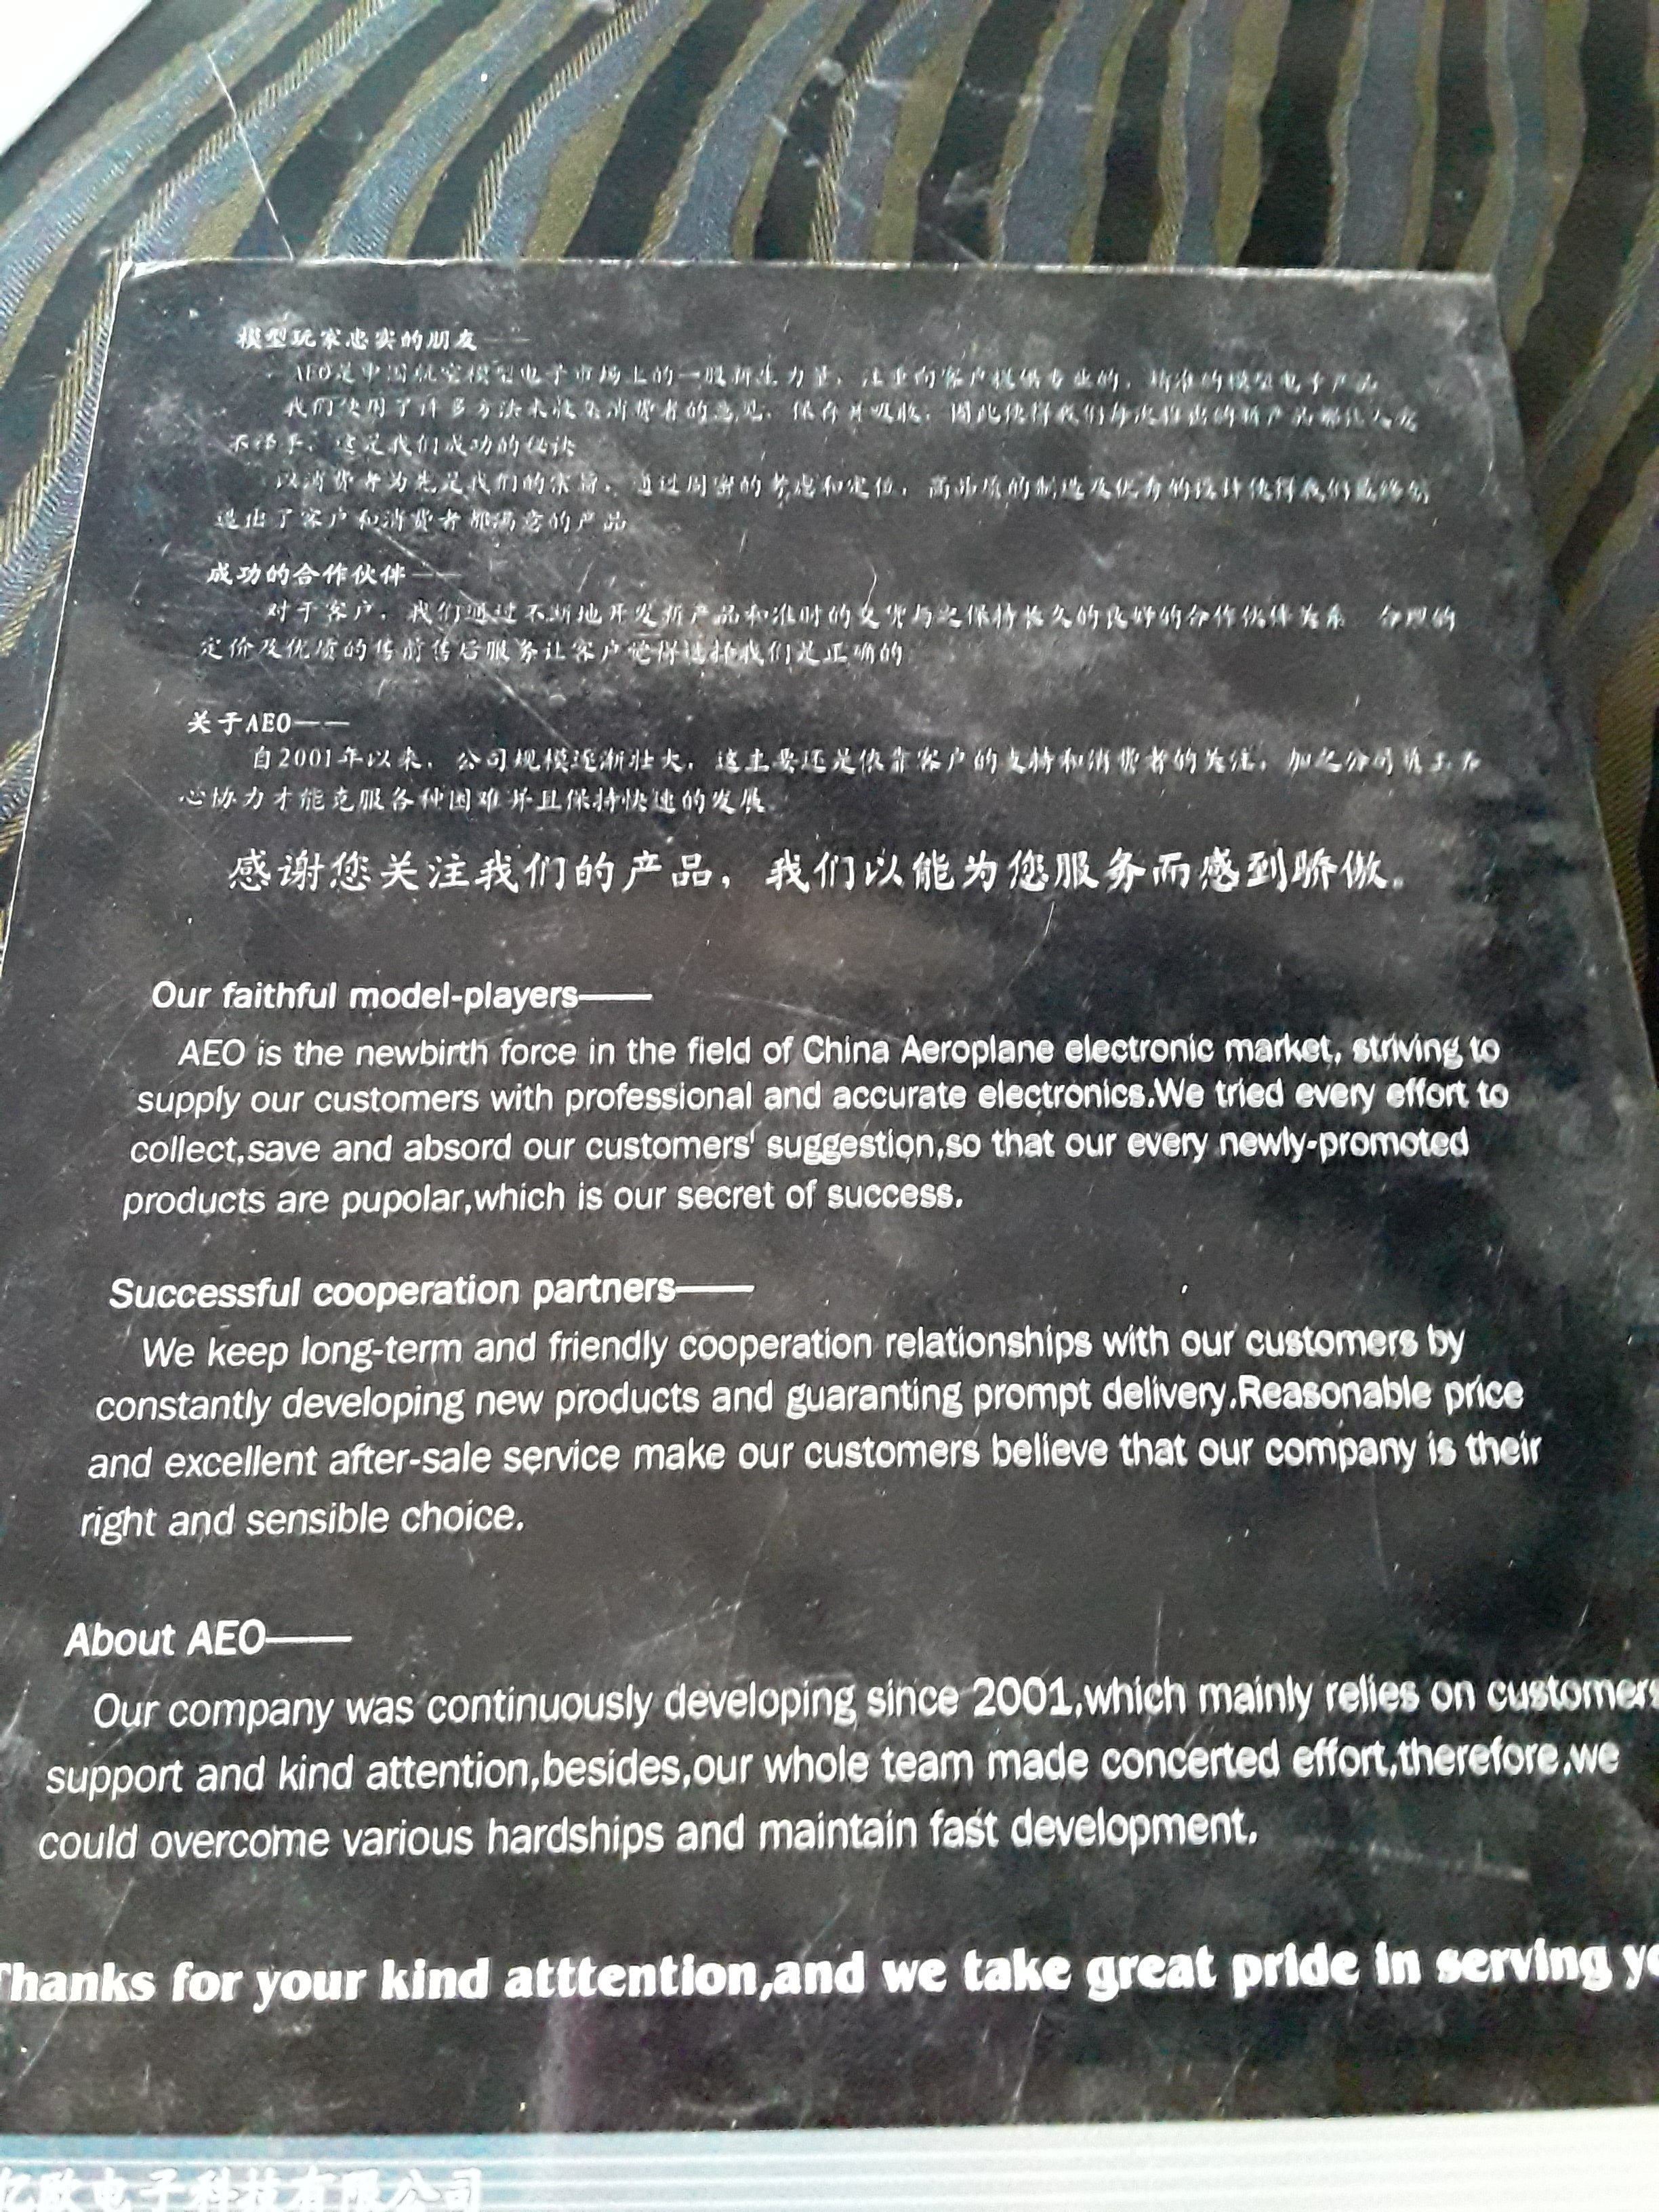 模型玩家忠实的朋友——
AEO是中国航空模型电子市场上的一股新生力量，注重向客户提供专业的，精准的模型电子产品
我们使用了许多方法来收集消费者的意见，保存并吸收，因此使得我们每次推出的新产品都让人爱
不释手，这是我们成功的秘诀
以消费者为先是我们的宗旨，通过周密的考虑和定位，高品质的制造及优秀的设计使得我们最终创
造出了客户和消费者都满意的产品
成功的合作伙伴——
对于客户，我们通过不断地开发新产品和准时的交货与之保持长久的良好的合作伙伴关系 合理的
定价及优质的售前售后服务让客户觉得选择我们是正确的
关于AEO——
自2001年以来，公司规模逐渐壮大，这主要还是依靠客户的支持和消费者的关注，加之公司员工齐
心协力才能克服各种困难并且保持快速的发展
感谢您关注我们的产品，我们以能为您服务而感到骄傲。
Our faithful model-players——
AEO is the newbirth force in the field of China Aeroplane electronic market, striving to
supply our customers with professional and accurate electronics.We tried every effort to
collect,save and absord our customers' suggestion,so that our every newly-promoted
products are pupolar,which is our secret of success.
Successful cooperation partners——
We keep long-term and friendly cooperation relationships with our customers by
constantly developing new products and guaranting prompt delivery.Reasonable price
and excellent after-sale service make our customers believe that our company is their
right and sensible choice.
About AEO——
Our company was continuously developing since 2001,which mainly relies on customers
support and kind attention,besides,our whole team made concerted effort,therefore,we
could overcome various hardships and maintain fast development.
Thanks for your kind atttention,and we take great pride in serving yo
亿欧电子科技有限公司